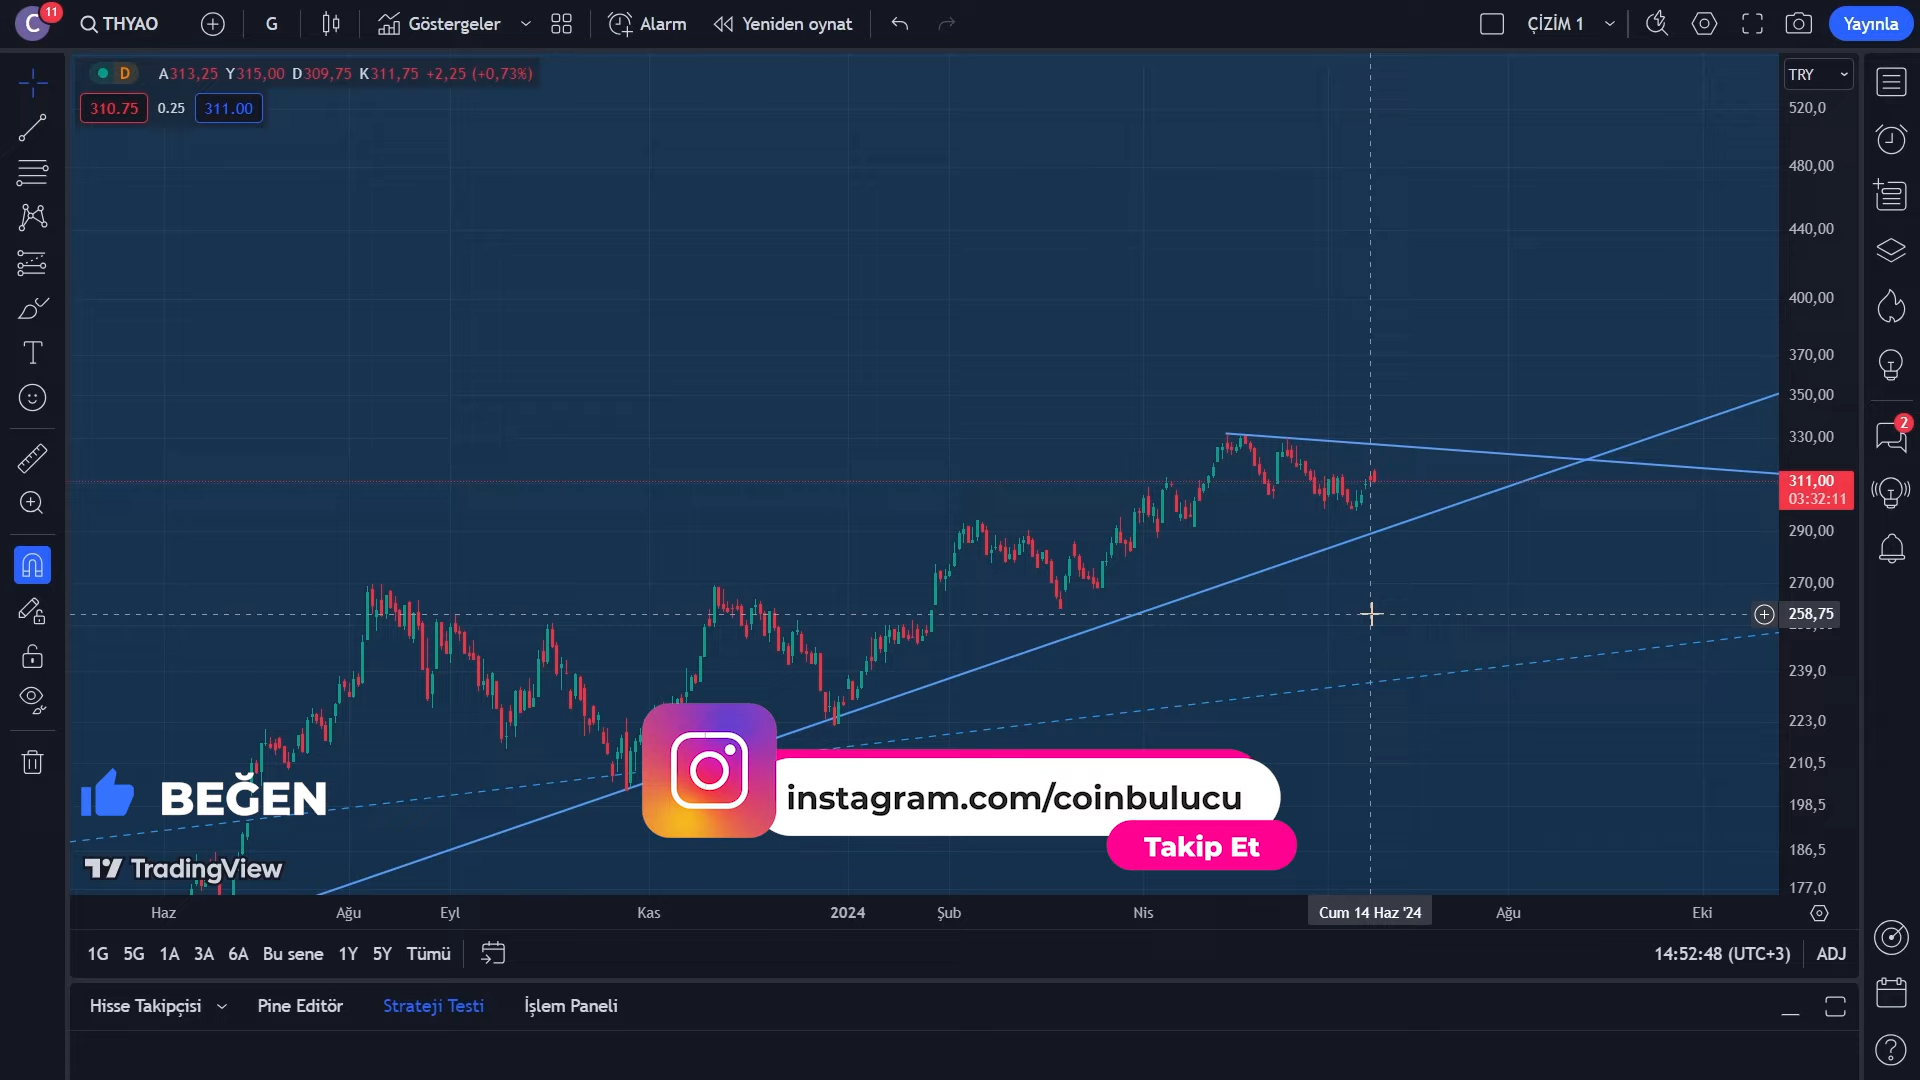 C 11 THYAO G Göstergeler Alarm Yeniden oynat ÇİZİM 1 Yayınla
D A313,25 Y315,00 D309,75 K311,75 +2,25 (+0,73%)
310.75 0.25 311.00
TRY
520,0
480,00
440,00
400,00
370,00
350,00
330,00
311,00
03:32:11
290,00
270,00
258,75
239,0
223,0
210,5
198,5
186,5
177,0
2
BEĞEN
instagram.com/coinbulucu
Takip Et
TradingView
Haz Ağu Eyl Kas 2024 Şub Nis Cum 14 Haz '24 Ağu Eki
1G 5G 1A 3A 6A Bu sene 1Y 5Y Tümü 14:52:48 (UTC+3) ADJ
Hisse Takipçisi Pine Editör Strateji Testi İşlem Paneli